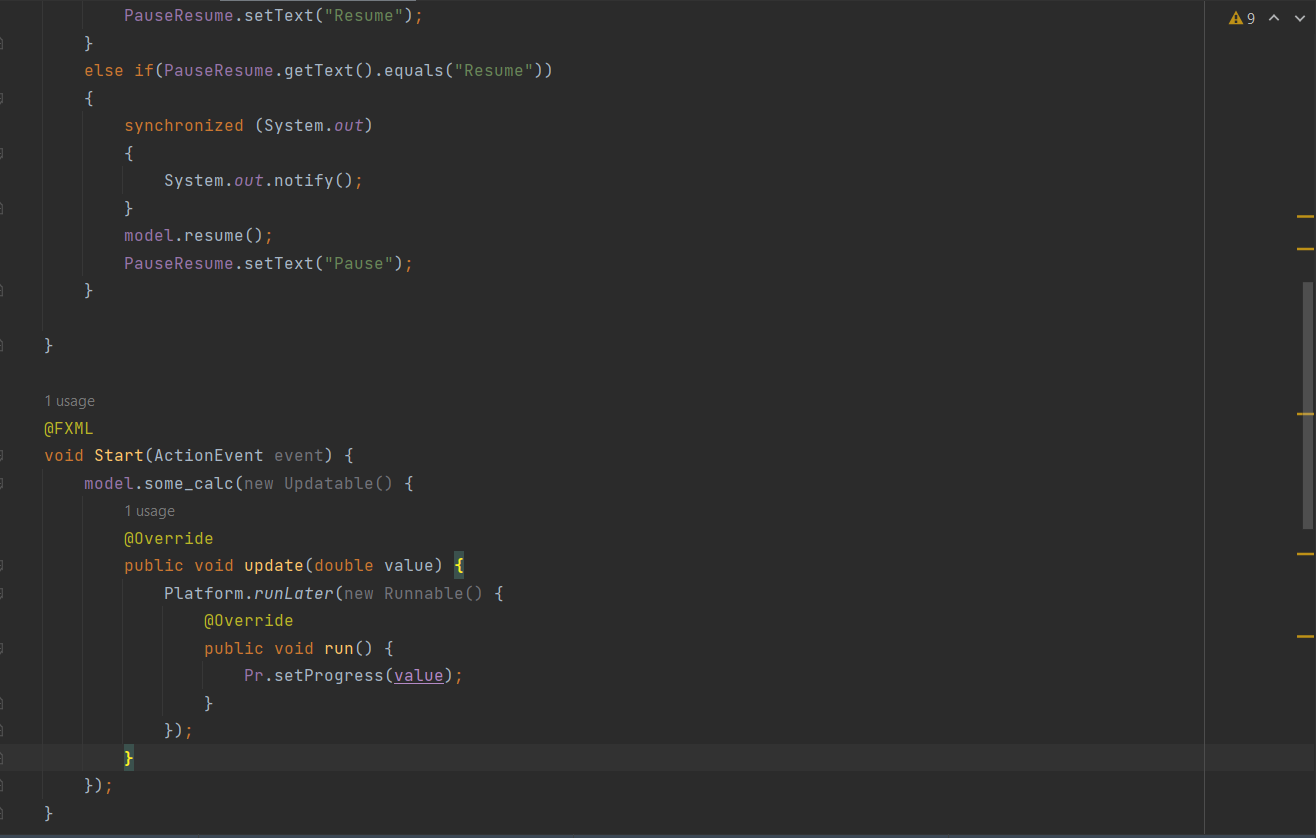 9
PauseResume.setText("Resume");
}
else if(PauseResume.getText().equals("Resume"))
{
synchronized (System.out)
{
System.out.notify();
}
model.resume();
PauseResume.setText("Pause");
}
}
1 usage
@FXML
void Start(ActionEvent event) {
model.some_calc(new Updatable() {
1 usage
@Override
public void update(double value) {
Platform.runLater(new Runnable() {
@Override
public void run() {
Pr.setProgress(value);
}
});
}
});
}